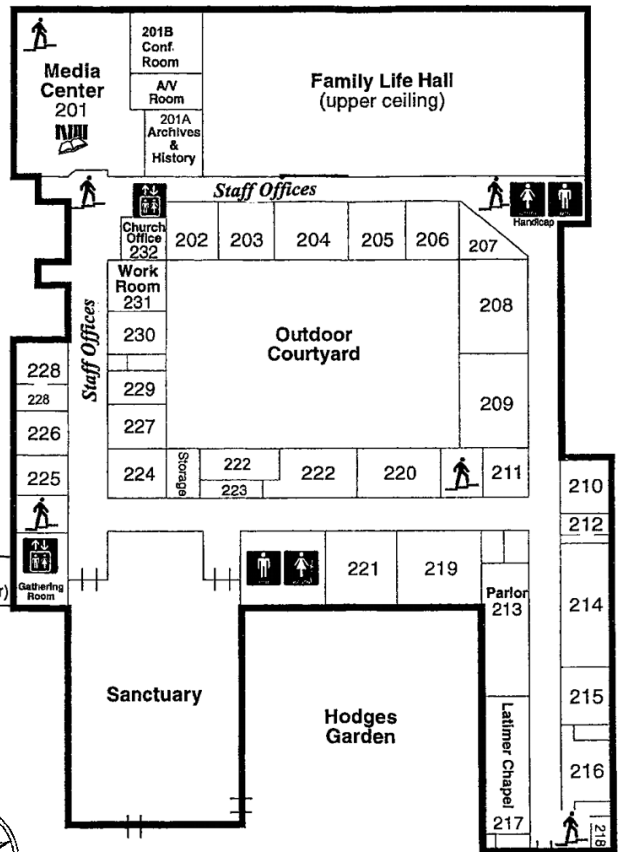 Media
Center
201
201B
Conf.
Room
A/V
Room
201A
Archives
&
History
Family Life Hall
(upper ceiling)
Staff Offices
Handicap
Church
Office
232
202
203
204
205
206
207
Work
Room
231
230
229
227
224
Staff Offices
Outdoor
Courtyard
208
209
228
228
226
225
Gathering
Room
r)
Storage
222
223
222
220
211
210
212
221
219
Parlor
213
214
215
216
218
Latimer Chapel
217
Sanctuary
Hodges
Garden